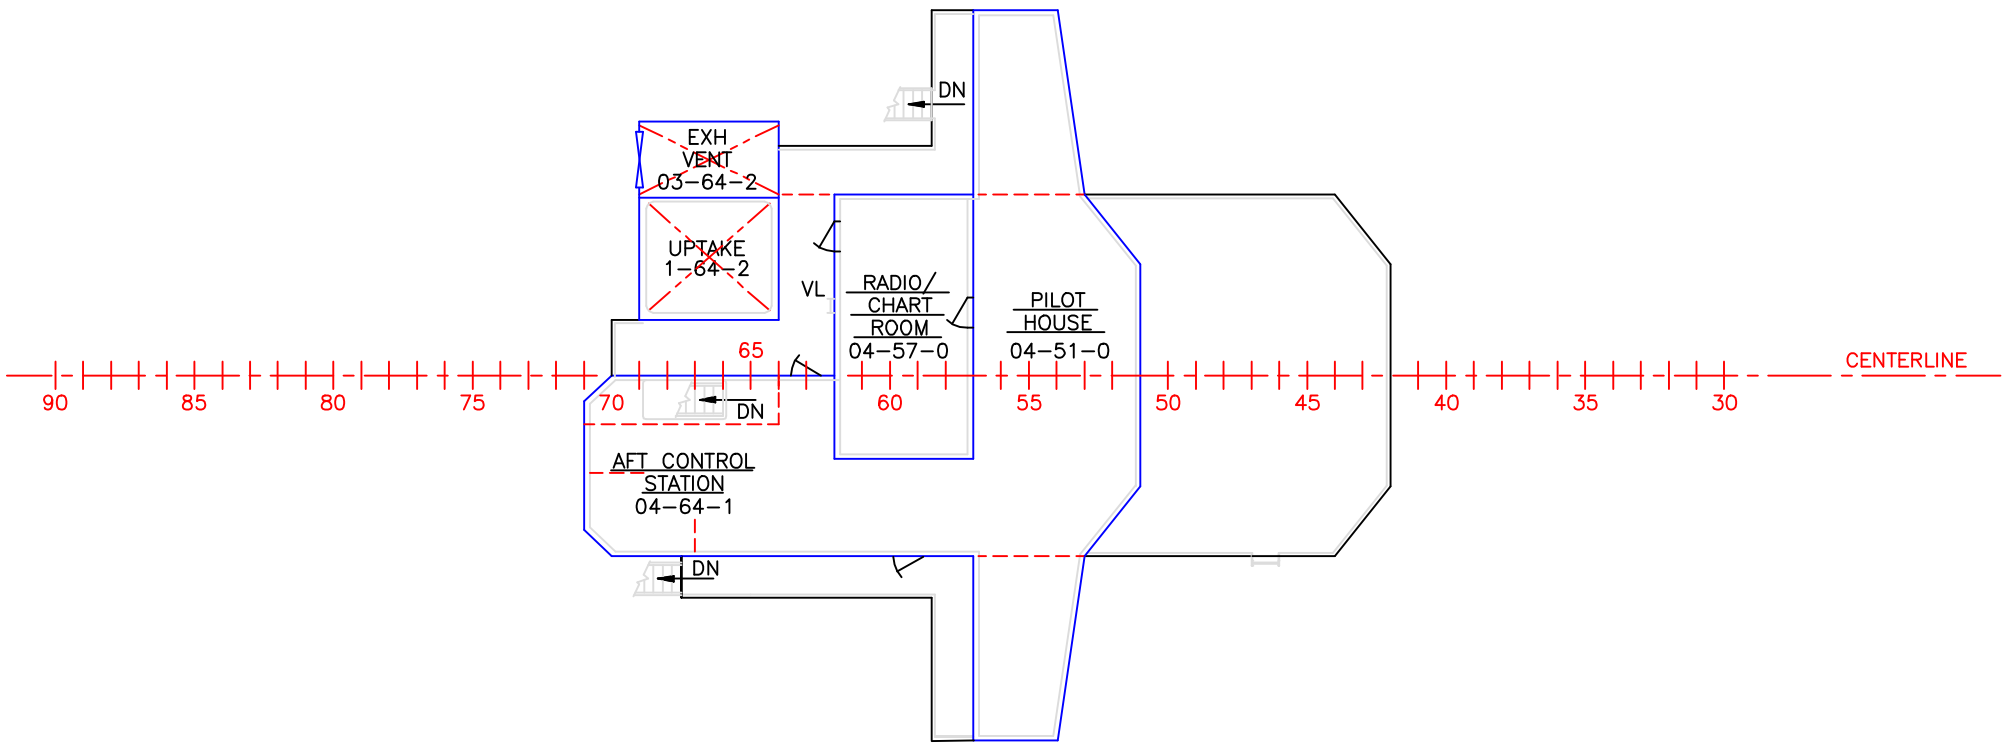 DN
EXH
VENT
03-64-2
UPTAKE
1-64-2
VL
RADIO/
CHART
ROOM
04-57-0
PILOT
HOUSE
04-51-0
65
CENTERLINE
90 85 80 75 70 60 55 50 45 40 35 30
DN
AFT CONTROL
STATION
04-64-1
DN